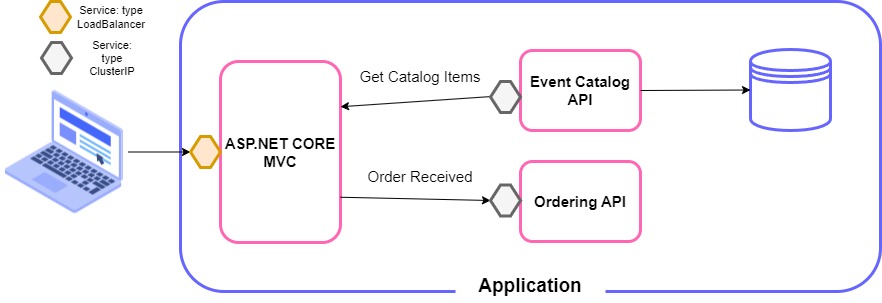 Service: type
LoadBalancer
Service:
type
ClusterIP
Get Catalog Items
Event Catalog
API
ASP.NET CORE
MVC
Order Received
Ordering API
Application